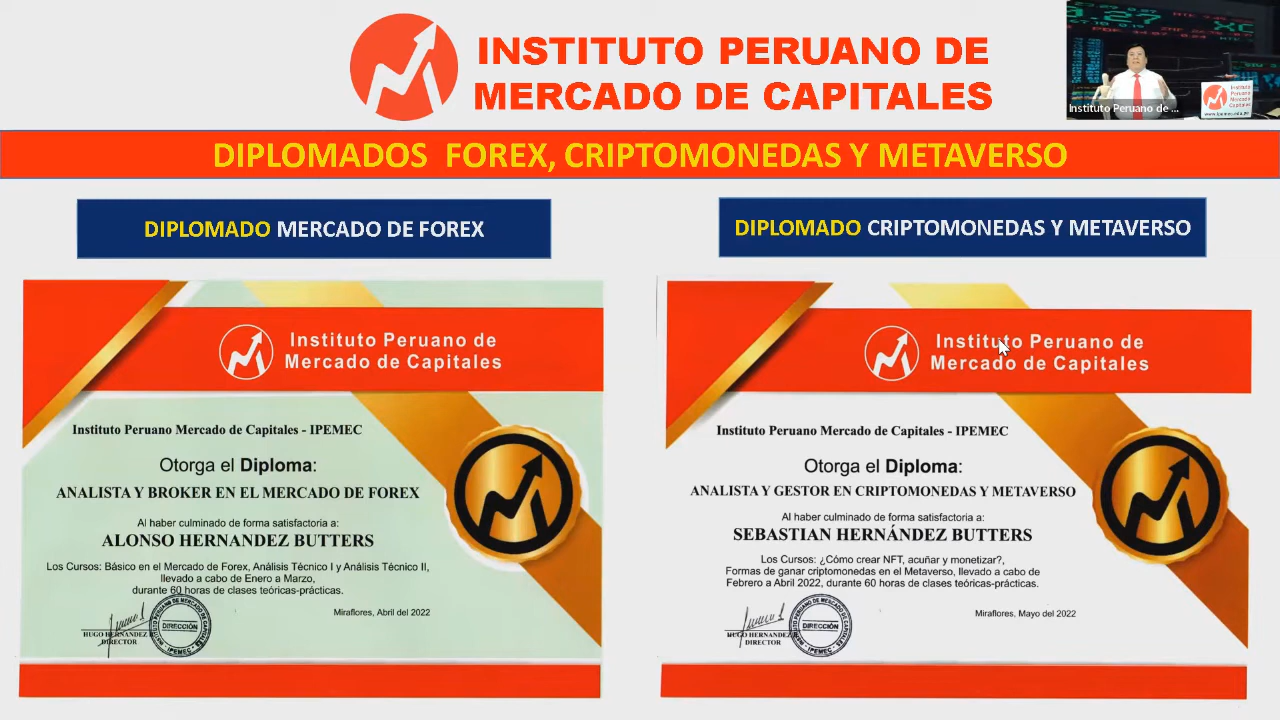 INSTITUTO PERUANO DE
MERCADO DE CAPITALES
Instituto Peruano de ...
Instituto
Peruano
Mercado
Capitales
DIPLOMADOS FOREX, CRIPTOMONEDAS Y METAVERSO
DIPLOMADO MERCADO DE FOREX
Instituto Peruano de
Mercado de Capitales
Instituto Peruano Mercado de Capitales - IPEMEC
Otorga el Diploma:
ANALISTA Y BROKER EN EL MERCADO DE FOREX
Al haber culminado de forma satisfactoria a:
ALONSO HERNANDEZ BUTTERS
Los Cursos: Básico en el Mercado de Forex, Análisis Técnico I y Análisis Técnico II,
llevado a cabo de Enero a Marzo,
durante 60 horas de clases teóricas-prácticas.
Miraflores, Abril del 2022
HUGO HERNANDEZ
DIRECTOR
DIRECCIÓN
IPEMEC
DIPLOMADO CRIPTOMONEDAS Y METAVERSO
Instituto Peruano de
Mercado de Capitales
Instituto Peruano Mercado de Capitales - IPEMEC
Otorga el Diploma:
ANALISTA Y GESTOR EN CRIPTOMONEDAS Y METAVERSO
Al haber culminado de forma satisfactoria a:
SEBASTIAN HERNÁNDEZ BUTTERS
Los Cursos: ¿Cómo crear NFT, acuñar y monetizar?,
Formas de ganar criptomonedas en el Metaverso, llevado a cabo de
Febrero a Abril 2022, durante 60 horas de clases teóricas-prácticas.
Miraflores, Mayo del 2022
HUGO HERNANDEZ
DIRECTOR
DIRECCIÓN
IPEMEC